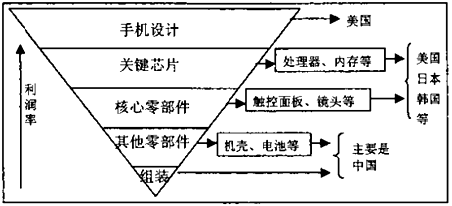 手机设计
美国
关键芯片
处理器、内存等
美国
日本
韩国
等
核心零部件
触控面板、镜头等
其他零部件
机壳、电池等
主要是
中国
组装
利润率